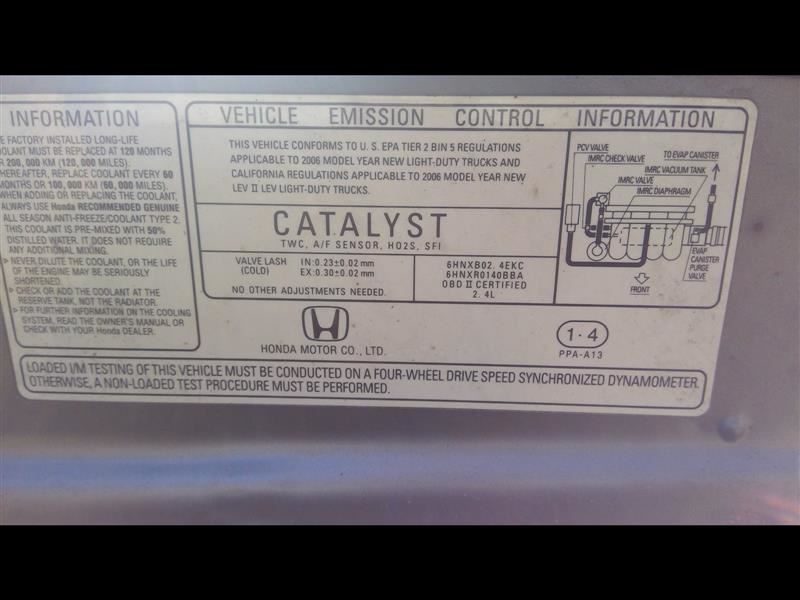 INFORMATION
E FACTORY INSTALLED LONG-LIFE
OOLANT MUST BE REPLACED AT 120 MONTHS
R 200,000 KM (120,000 MILES).
HEREAFTER, REPLACE COOLANT EVERY 60
MONTHS OR 100,000 KM (60,000 MILES).
WHEN ADDING OR REPLACING THE COOLANT,
ALWAYS USE Honda RECOMMENDED GENUINE
ALL SEASON ANTI-FREEZE/COOLANT TYPE 2.
THIS COOLANT IS PRE-MIXED WITH 50%
DISTILLED WATER. IT DOES NOT REQUIRE
ANY ADDITIONAL MIXING.
▷ NEVER DILUTE THE COOLANT, OR THE LIFE
OF THE ENGINE MAY BE SERIOUSLY
SHORTENED.
▷ CHECK OR ADD THE COOLANT AT THE
RESERVE TANK, NOT THE RADIATOR.
▷ FOR FURTHER INFORMATION ON THE COOLING
SYSTEM, READ THE OWNER'S MANUAL OR
CHECK WITH YOUR Honda DEALER.
VEHICLE EMISSION CONTROL INFORMATION
THIS VEHICLE CONFORMS TO U.S. EPA TIER 2 BIN 5 REGULATIONS
APPLICABLE TO 2006 MODEL YEAR NEW LIGHT-DUTY TRUCKS AND
CALIFORNIA REGULATIONS APPLICABLE TO 2006 MODEL YEAR NEW
LEV II LEV LIGHT-DUTY TRUCKS.
CATALYST
TWC, A/F SENSOR, HO2S, SFI
VALVE LASH IN:0.23±0.02 mm
(COLD) EX:0.30±0.02 mm
NO OTHER ADJUSTMENTS NEEDED.
6HNXB02.4EKC
6HNXR0140BBA
OBD II CERTIFIED
2.4L
PCV VALVE
IMRC CHECK VALVE
TO EVAP CANISTER
IMRC VACUUM TANK
IMRC VALVE
IMRC DIAPHRAGM
EVAP
CANISTER
PURGE
VALVE
FRONT
HONDA MOTOR CO., LTD.
1·4
PPA-A13
LOADED I/M TESTING OF THIS VEHICLE MUST BE CONDUCTED ON A FOUR-WHEEL DRIVE SPEED SYNCHRONIZED DYNAMOMETER.
OTHERWISE, A NON-LOADED TEST PROCEDURE MUST BE PERFORMED.